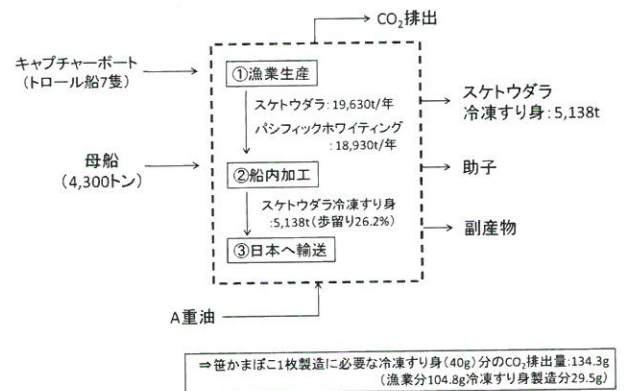 CO₂排出
キャプチャーボート
(トロール船7隻)
①漁業生産
スケトウダラ:19,630t/年
パシフィックホワイティング
:18,930t/年
母船
(4,300トン)
②船内加工
スケトウダラ冷凍すり身
:5,138t(歩留り26.2%)
③日本へ輸送
スケトウダラ
冷凍すり身:5,138t
助子
副産物
A重油
⇒笹かまぼこ1枚製造に必要な冷凍すり身(40g)分のCO₂排出量:134.3g
(漁業分104.8g冷凍すり身製造分29.5g)